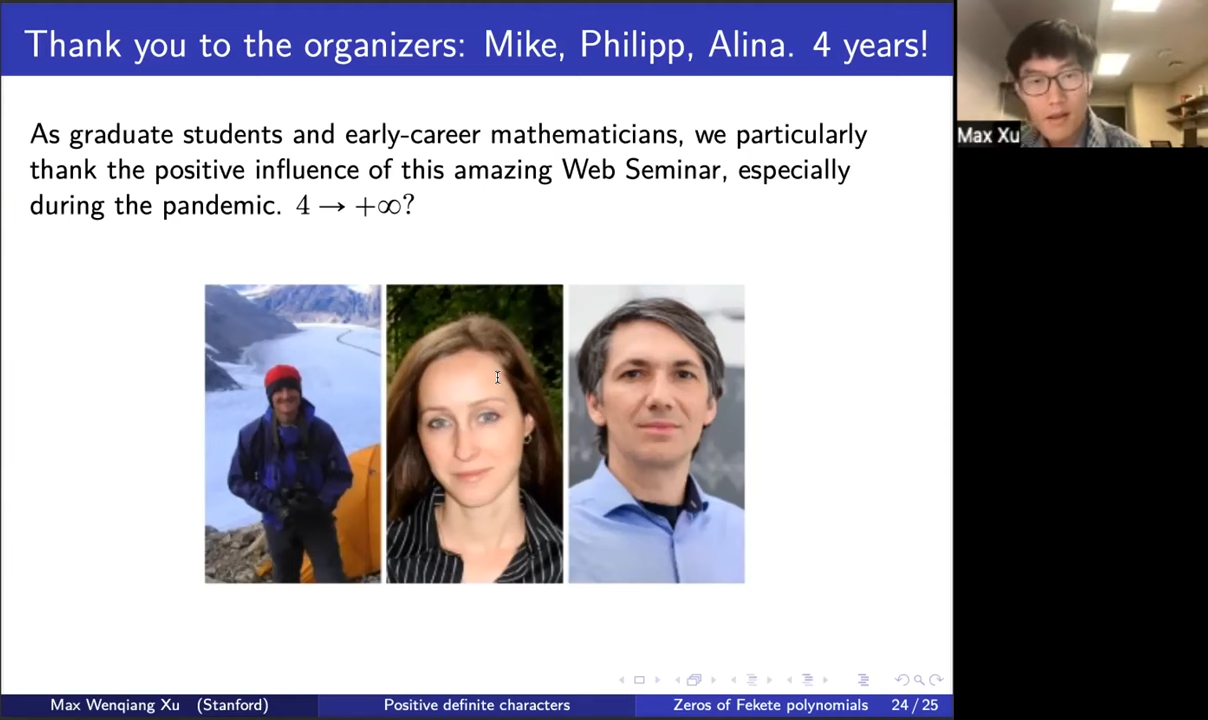 Thank you to the organizers: Mike, Philipp, Alina. 4 years!
Max Xu
As graduate students and early-career mathematicians, we particularly
thank the positive influence of this amazing Web Seminar, especially
during the pandemic. 4 → +∞?
Max Wenqiang Xu (Stanford)
Positive definite characters
Zeros of Fekete polynomials
24 / 25